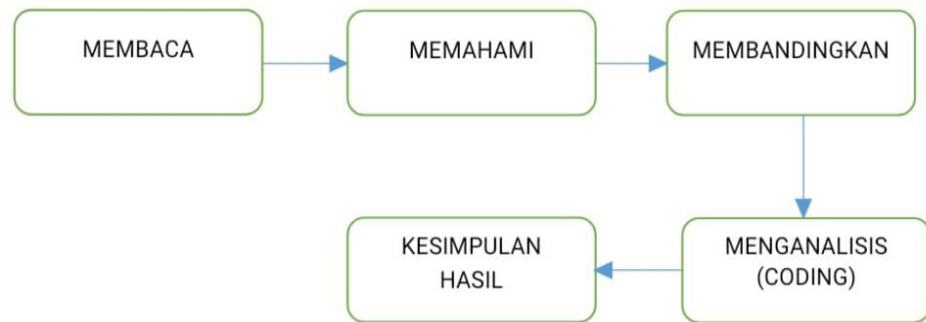 MEMBACA
MEMAHAMI
MEMBANDINGKAN
MENGANALISIS
(CODING)
KESIMPULAN
HASIL